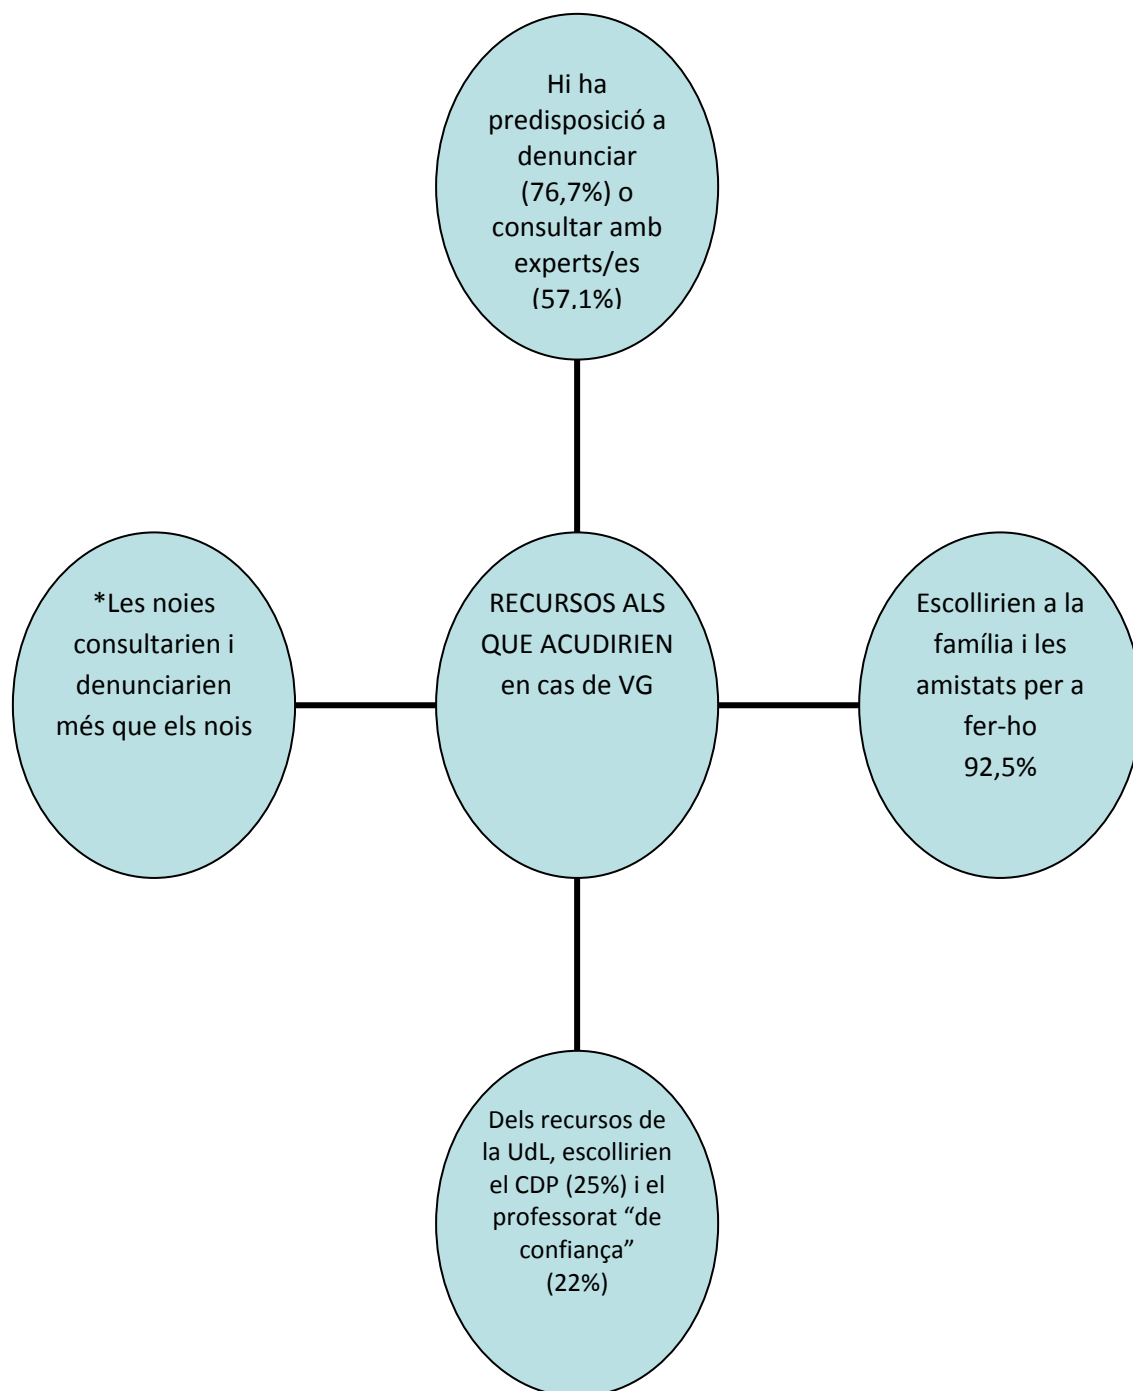 Hi ha
predisposició a
denunciar
(76,7%) o
consultar amb
experts/es
(57,1%)
*Les noies
consultarien i
denunciarien
més que els nois
RECURSOS ALS
QUE ACUDIRIEN
en cas de VG
Escollirien a la
família i les
amistats per a
fer-ho
92,5%
Dels recursos de
la UdL, escollirien
el CDP (25%) i el
professorat “de
confiança”
(22%)